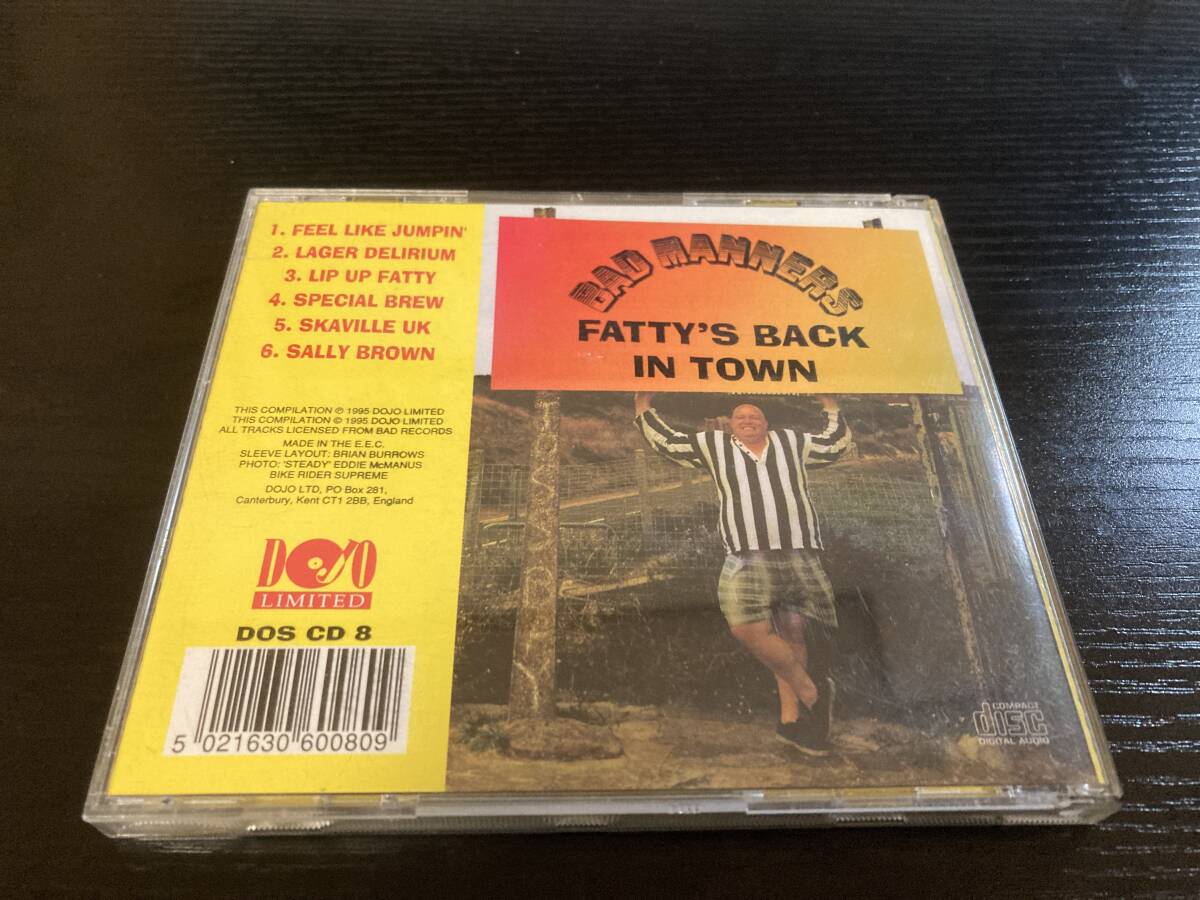 1. FEEL LIKE JUMPIN'
2. LAGER DELIRIUM
3. LIP UP FATTY
4. SPECIAL BREW
5. SKAVILLE UK
6. SALLY BROWN
THIS COMPILATION ℗ 1995 DOJO LIMITED
THIS COMPILATION © 1995 DOJO LIMITED
ALL TRACKS LICENSED FROM BAD RECORDS
MADE IN THE E.E.C.
SLEEVE LAYOUT: BRIAN BURROWS
PHOTO: 'STEADY' EDDIE McMANUS
BIKE RIDER SUPREME
DOJO LTD, PO Box 281,
Canterbury, Kent CT1 2BB, England
DOJO
LIMITED
DOS CD 8
5 021630 600809
BAD MANNERS
FATTY'S BACK
IN TOWN
COMPACT
disc
DIGITAL AUDIO